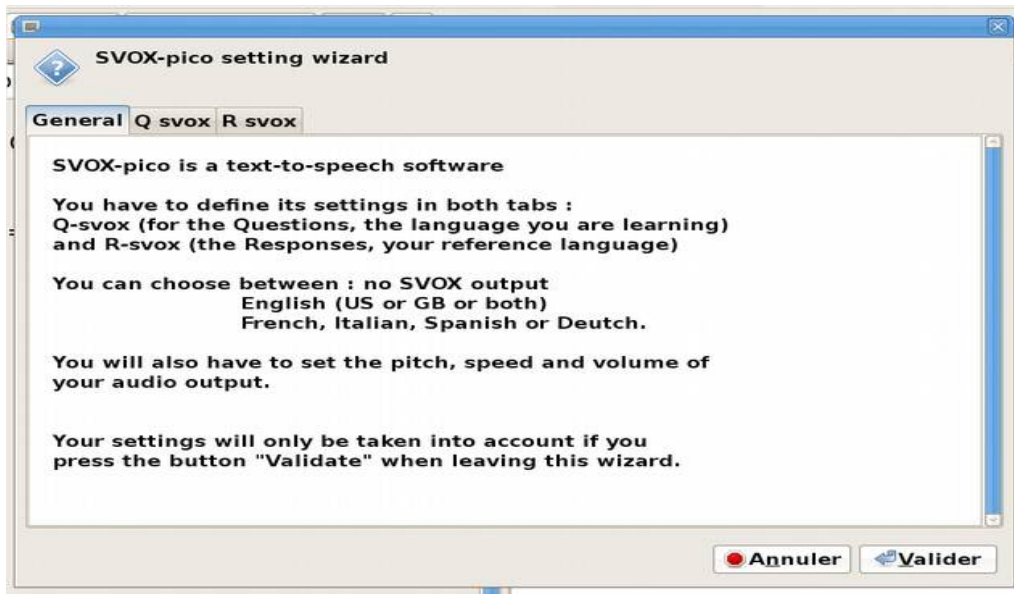 SVOX-pico setting wizard
General Q svox R svox
SVOX-pico is a text-to-speech software
You have to define its settings in both tabs :
Q-svox (for the Questions, the language you are learning)
and R-svox (the Responses, your reference language)
You can choose between : no SVOX output
English (US or GB or both)
French, Italian, Spanish or Deutch.
You will also have to set the pitch, speed and volume of
your audio output.
Your settings will only be taken into account if you
press the button "Validate" when leaving this wizard.
Annuler Valider